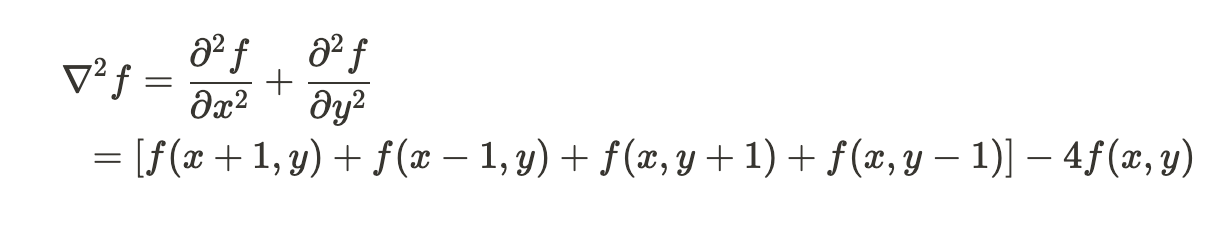 ∇²f = ∂²f/∂x² + ∂²f/∂y²
= [f(x + 1, y) + f(x − 1, y) + f(x, y + 1) + f(x, y − 1)] − 4f(x, y)